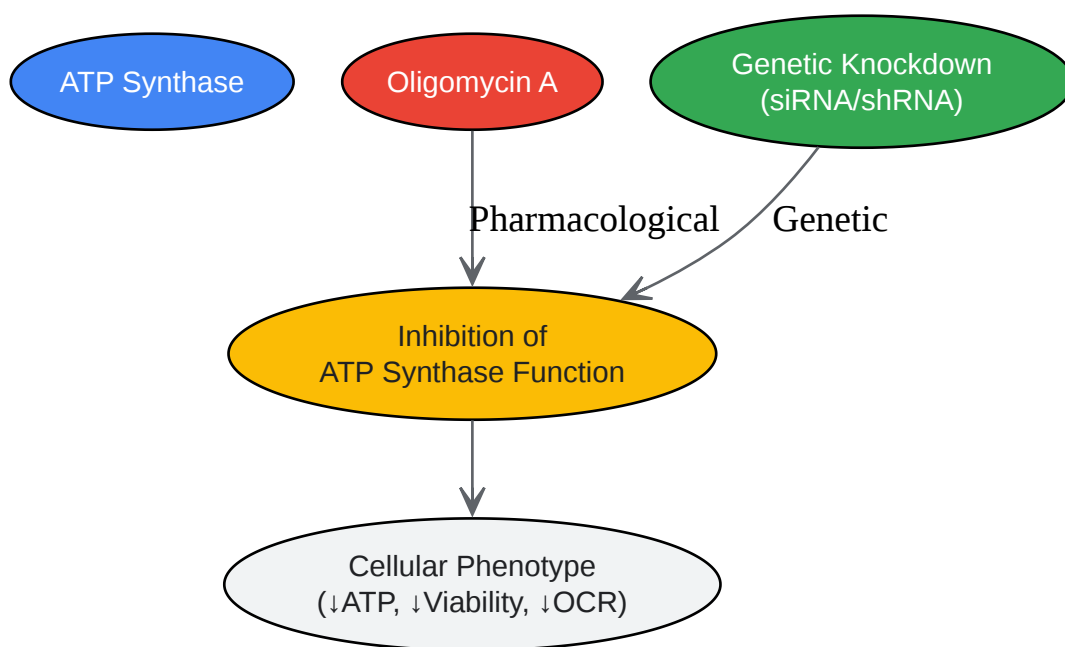 ATP Synthase
Oligomycin A
Genetic Knockdown
(siRNA/shRNA)
Pharmacological
Genetic
Inhibition of
ATP Synthase Function
Cellular Phenotype
(↓ATP, ↓Viability, ↓OCR)